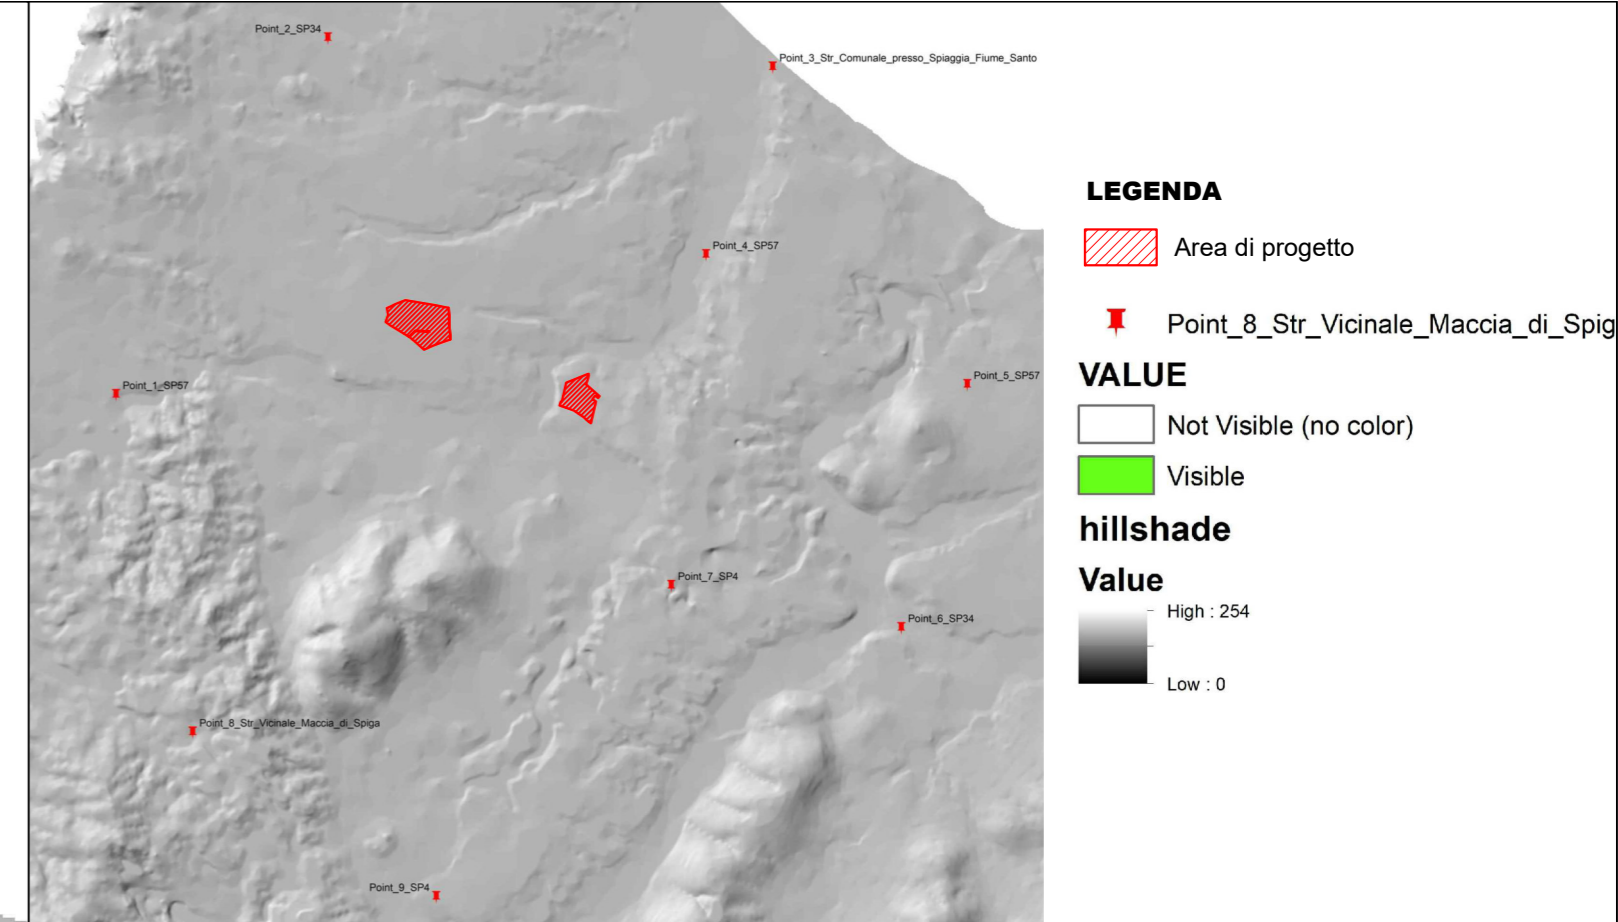 Point_2_SP34
Point_3_Str_Comunale_presso_Spiaggia_Fiume_Santo
Point_4_SP57
Point_1_SP57
Point_5_SP57
Point_7_SP4
Point_6_SP34
Point_8_Str_Vicinale_Maccia_di_Spiga
Point_9_SP4
LEGENDA
Area di progetto
Point_8_Str_Vicinale_Maccia_di_Spig
VALUE
Not Visible (no color)
Visible
hillshade
Value
High : 254
Low : 0